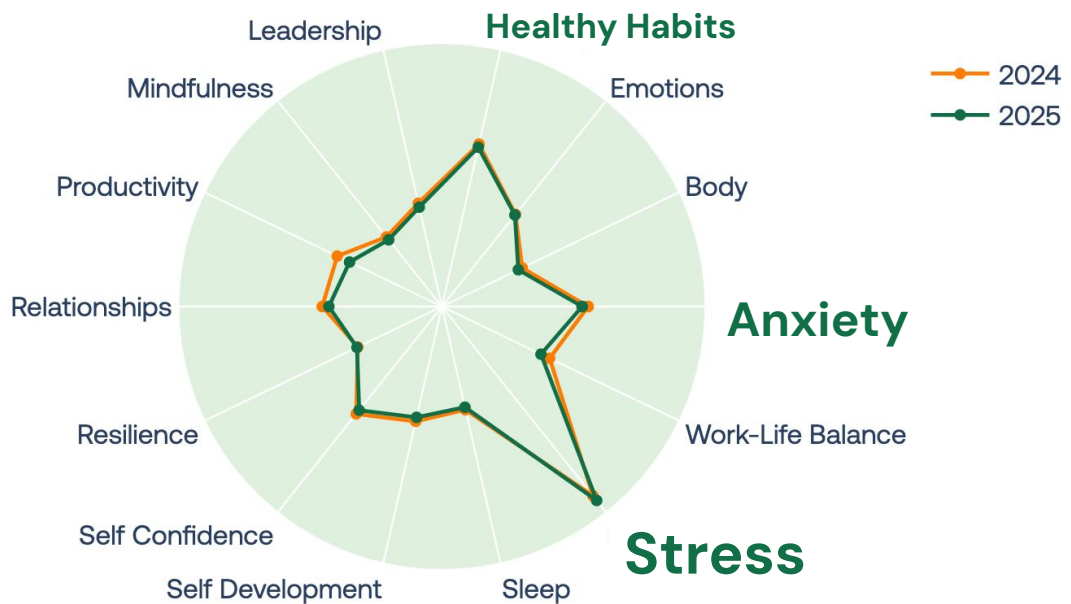 Healthy Habits
Leadership
Emotions
Mindfulness
2024
2025
Productivity
Body
Relationships
Anxiety
Resilience
Work-Life Balance
Self Confidence
Stress
Self Development
Sleep